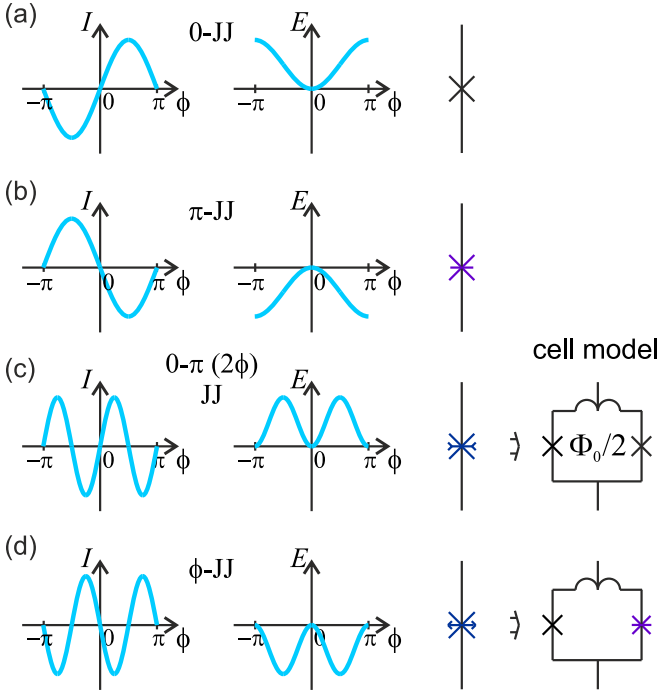 (a)
I
0-JJ
E
−π 0 π ϕ
−π 0 π ϕ
(b)
I
π-JJ
E
−π 0 π ϕ
−π 0 π ϕ
cell model
(c)
I
0-π (2ϕ)
JJ
E
−π 0 π ϕ
−π 0 π ϕ
Φ₀/2
(d)
I
ϕ-JJ
E
−π 0 π ϕ
−π 0 π ϕ